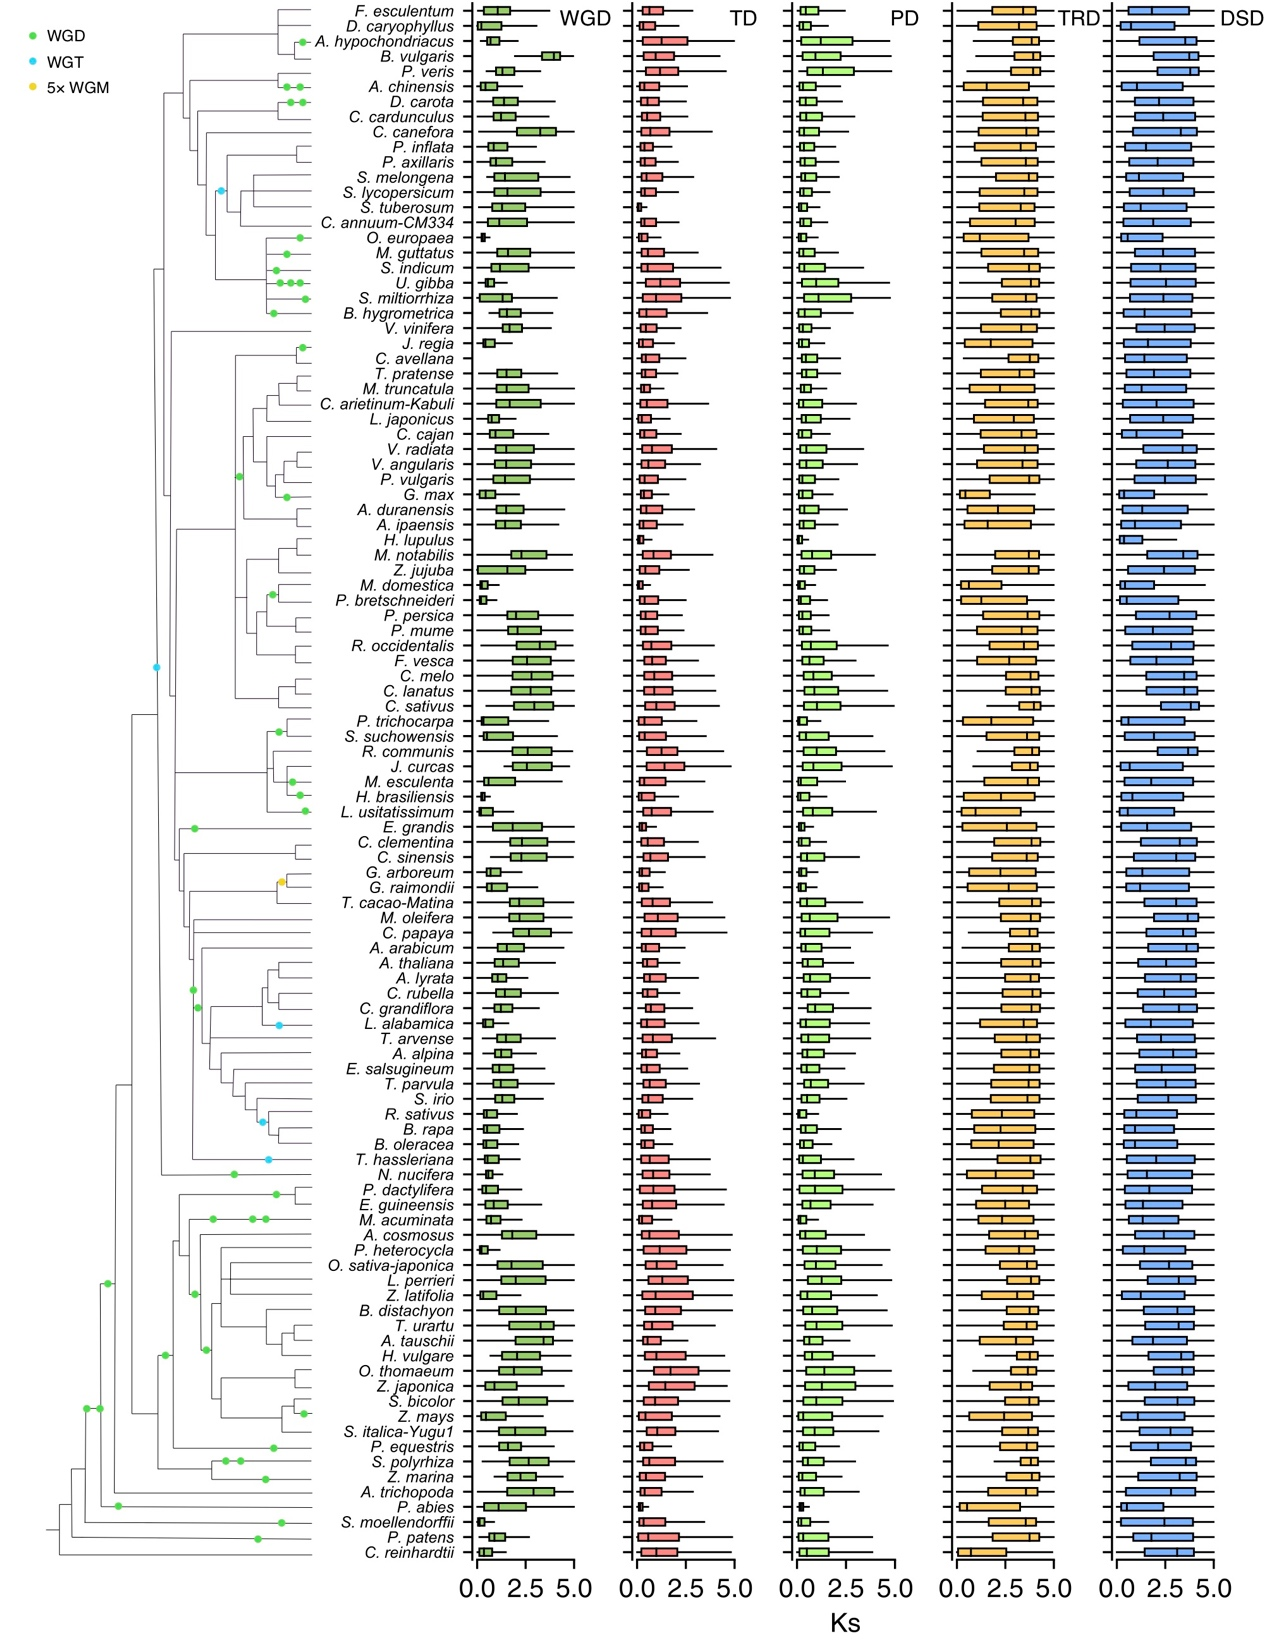 WGD TD PD TRD DSD
WGD
WGT
5× WGM
F. esculentum
D. caryophyllus
A. hypochondriacus
B. vulgaris
P. veris
A. chinensis
D. carota
C. cardunculus
C. canefora
P. inflata
P. axillaris
S. melongena
S. lycopersicum
S. tuberosum
C. annuum-CM334
O. europaea
M. guttatus
S. indicum
U. gibba
S. miltiorrhiza
B. hygrometrica
V. vinifera
J. regia
C. avellana
T. pratense
M. truncatula
C. arietinum-Kabuli
L. japonicus
C. cajan
V. radiata
V. angularis
P. vulgaris
G. max
A. duranensis
A. ipaensis
H. lupulus
M. notabilis
Z. jujuba
M. domestica
P. bretschneideri
P. persica
P. mume
R. occidentalis
F. vesca
C. melo
C. lanatus
C. sativus
P. trichocarpa
S. suchowensis
R. communis
J. curcas
M. esculenta
H. brasiliensis
L. usitatissimum
E. grandis
C. clementina
C. sinensis
G. arboreum
G. raimondii
T. cacao-Matina
M. oleifera
C. papaya
A. arabicum
A. thaliana
A. lyrata
C. rubella
C. grandiflora
L. alabamica
T. arvense
A. alpina
E. salsugineum
T. parvula
S. irio
R. sativus
B. rapa
B. oleracea
T. hassleriana
N. nucifera
P. dactylifera
E. guineensis
M. acuminata
A. cosmosus
P. heterocycla
O. sativa-japonica
L. perrieri
Z. latifolia
B. distachyon
T. urartu
A. tauschii
H. vulgare
O. thomaeum
Z. japonica
S. bicolor
Z. mays
S. italica-Yugu1
P. equestris
S. polyrhiza
Z. marina
A. trichopoda
P. abies
S. moellendorffii
P. patens
C. reinhardtii
0.0 2.5 5.0 0.0 2.5 5.0 0.0 2.5 5.0 0.0 2.5 5.0 0.0 2.5 5.0
Ks